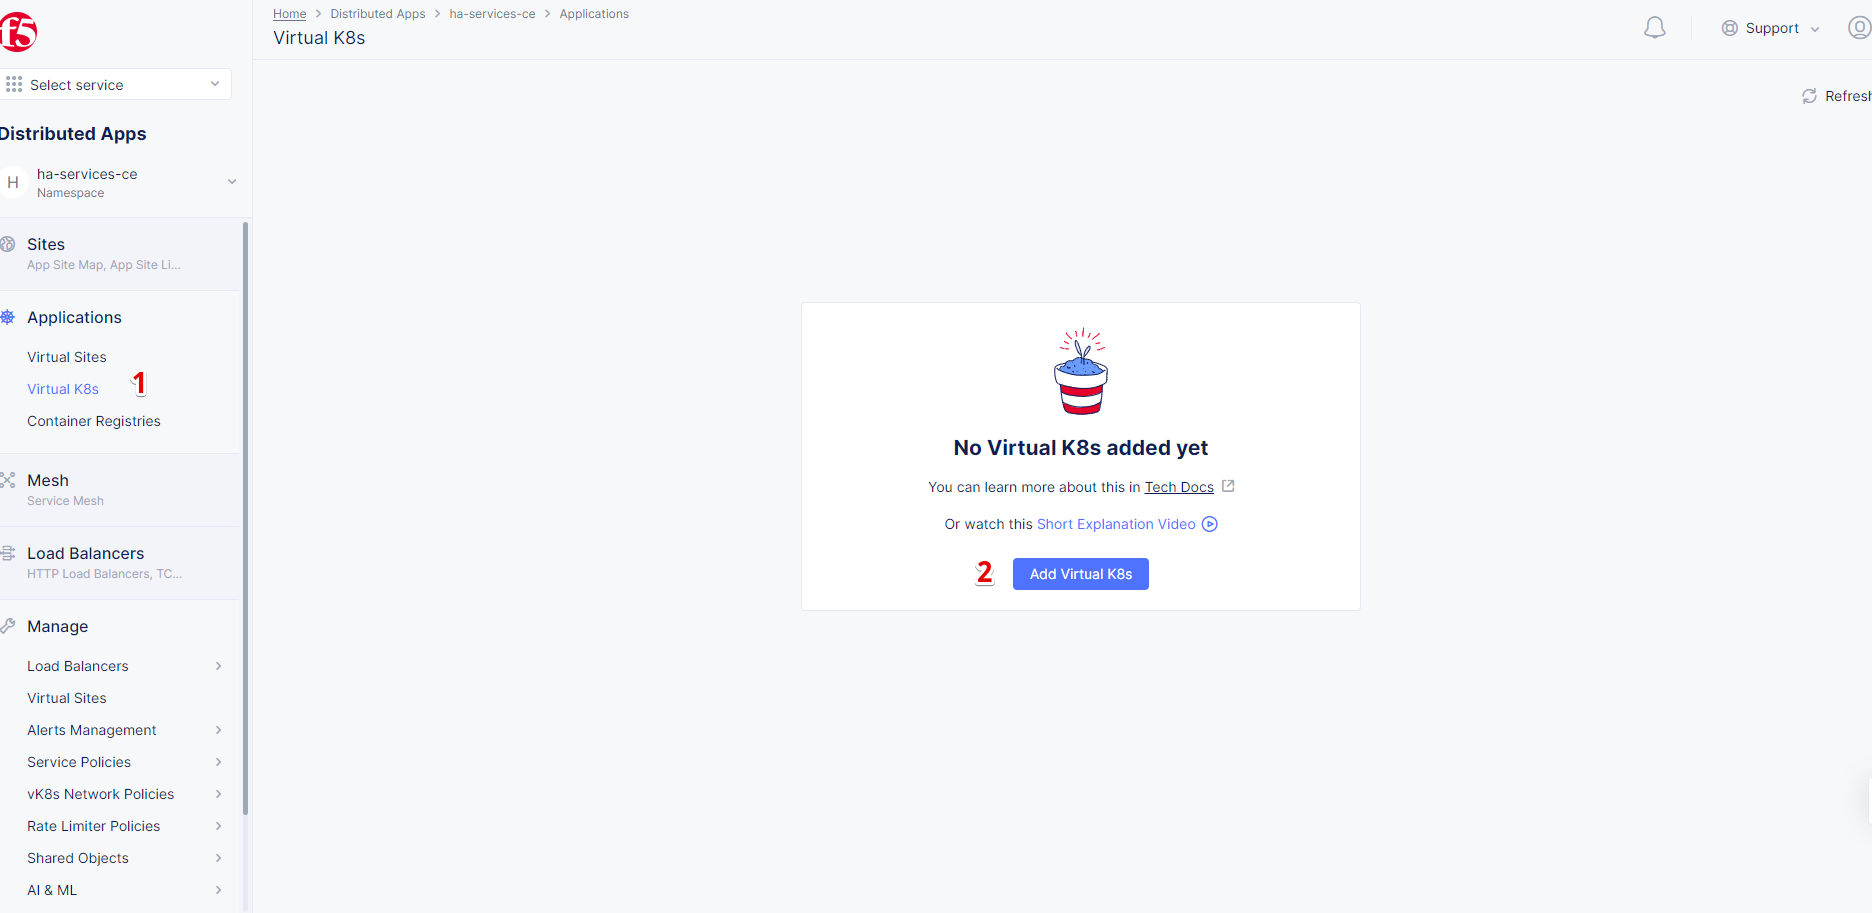 f5
Home > Distributed Apps > ha-services-ce > Applications
Virtual K8s
Support
Select service
Refresh
Distributed Apps
H
ha-services-ce
Namespace
Sites
App Site Map, App Site Li...
Applications
Virtual Sites
Virtual K8s 1
Container Registries
Mesh
Service Mesh
Load Balancers
HTTP Load Balancers, TC...
Manage
Load Balancers
Virtual Sites
Alerts Management
Service Policies
vK8s Network Policies
Rate Limiter Policies
Shared Objects
AI & ML
No Virtual K8s added yet
You can learn more about this in Tech Docs
Or watch this Short Explanation Video
2 Add Virtual K8s